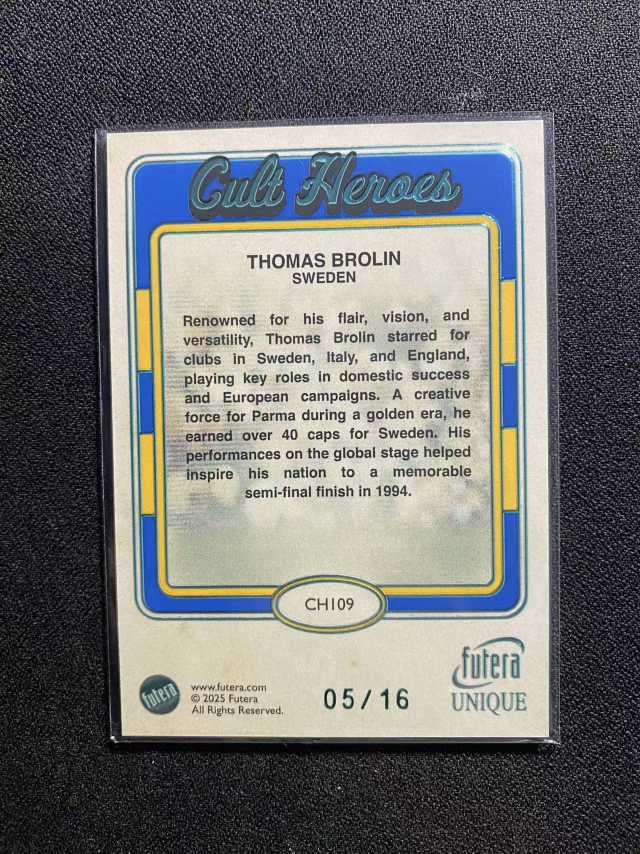 Cult Heroes
THOMAS BROLIN
SWEDEN
Renowned for his flair, vision, and
versatility, Thomas Brolin starred for
clubs in Sweden, Italy, and England,
playing key roles in domestic success
and European campaigns. A creative
force for Parma during a golden era, he
earned over 40 caps for Sweden. His
performances on the global stage helped
inspire his nation to a memorable
semi-final finish in 1994.
CH109
futera
www.futera.com
© 2025 Futera
All Rights Reserved.
05/16
futera
UNIQUE